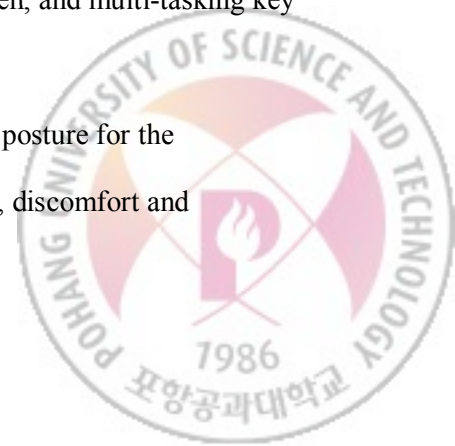 en, and multi-tasking key
posture for the
, discomfort and
POHANG UNIVERSITY OF SCIENCE AND TECHNOLOGY
1986
포항공과대학교